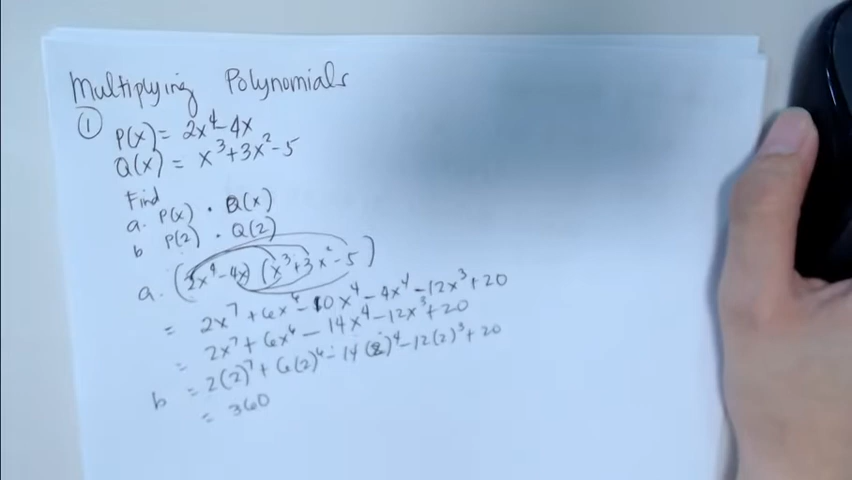 Multiplying Polynomials
① P(x) = 2x⁴-4x
Q(x) = x³+3x²-5
Find
a. P(x) · Q(x)
b P(2) · Q(2)
a. (2x⁴-4x)(x³+3x²-5)
= 2x⁷+6x⁶-10x⁴-4x⁴-12x³+20
= 2x⁷+6x⁶-14x⁴-12x³+20
b = 2(2)⁷+6(2)⁶-14(2)⁴-12(2)³+20
= 360